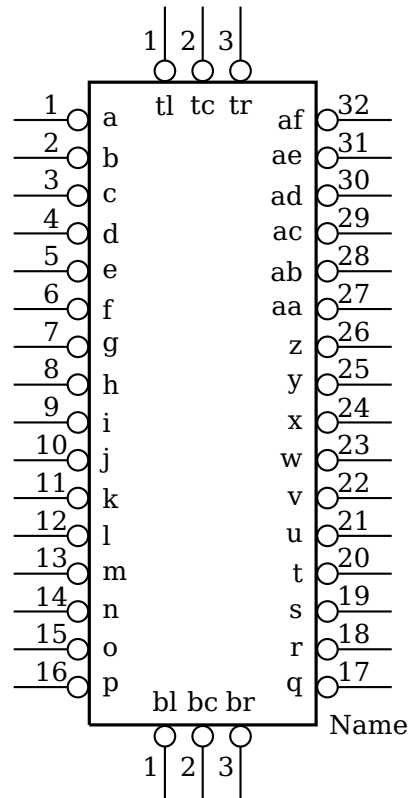 1 2 3
tl tc tr
1 a af 32
2 b ae 31
3 c ad 30
4 d ac 29
5 e ab 28
6 f aa 27
7 g z 26
8 h y 25
9 i x 24
10 j w 23
11 k v 22
12 l u 21
13 m t 20
14 n s 19
15 o r 18
16 p q 17
bl bc br
Name
1 2 3